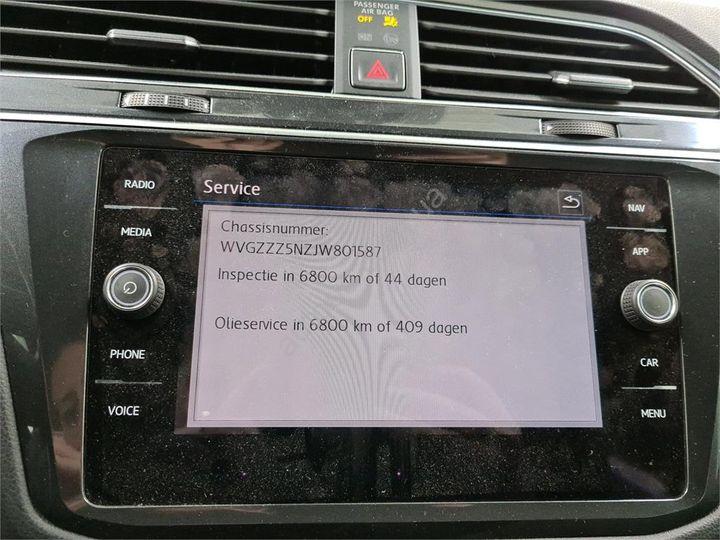 PASSENGER
AIR BAG
OFF
ON
RADIO
Service
NAV
MEDIA
Chassisnummer:
WVGZZZ5NZJW801587
APP
Inspectie in 6800 km of 44 dagen
Olieservice in 6800 km of 409 dagen
PHONE
CAR
VOICE
MENU